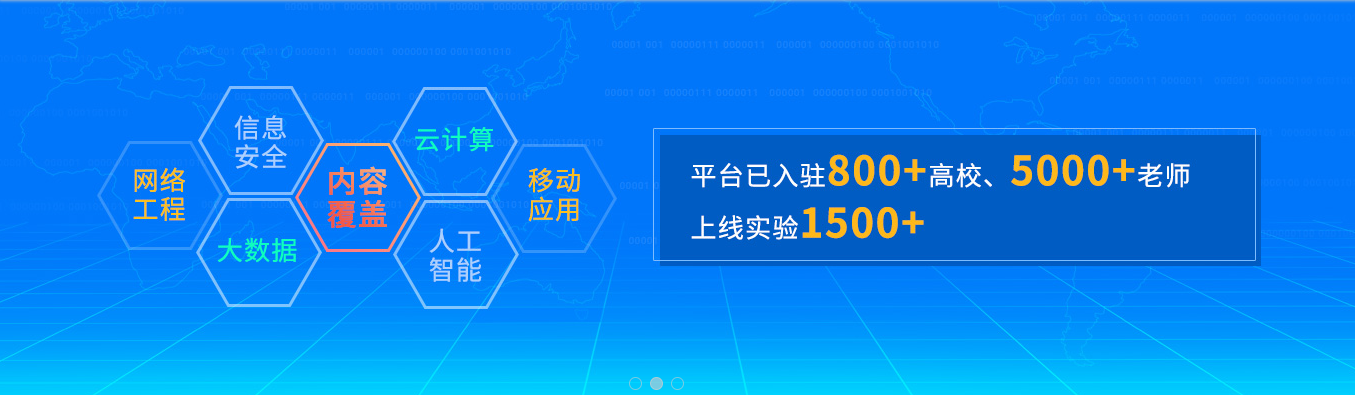 信息
安全
云计算
网络
工程
内容
覆盖
移动
应用
大数据
人工
智能
平台已入驻800+高校、5000+老师
上线实验1500+